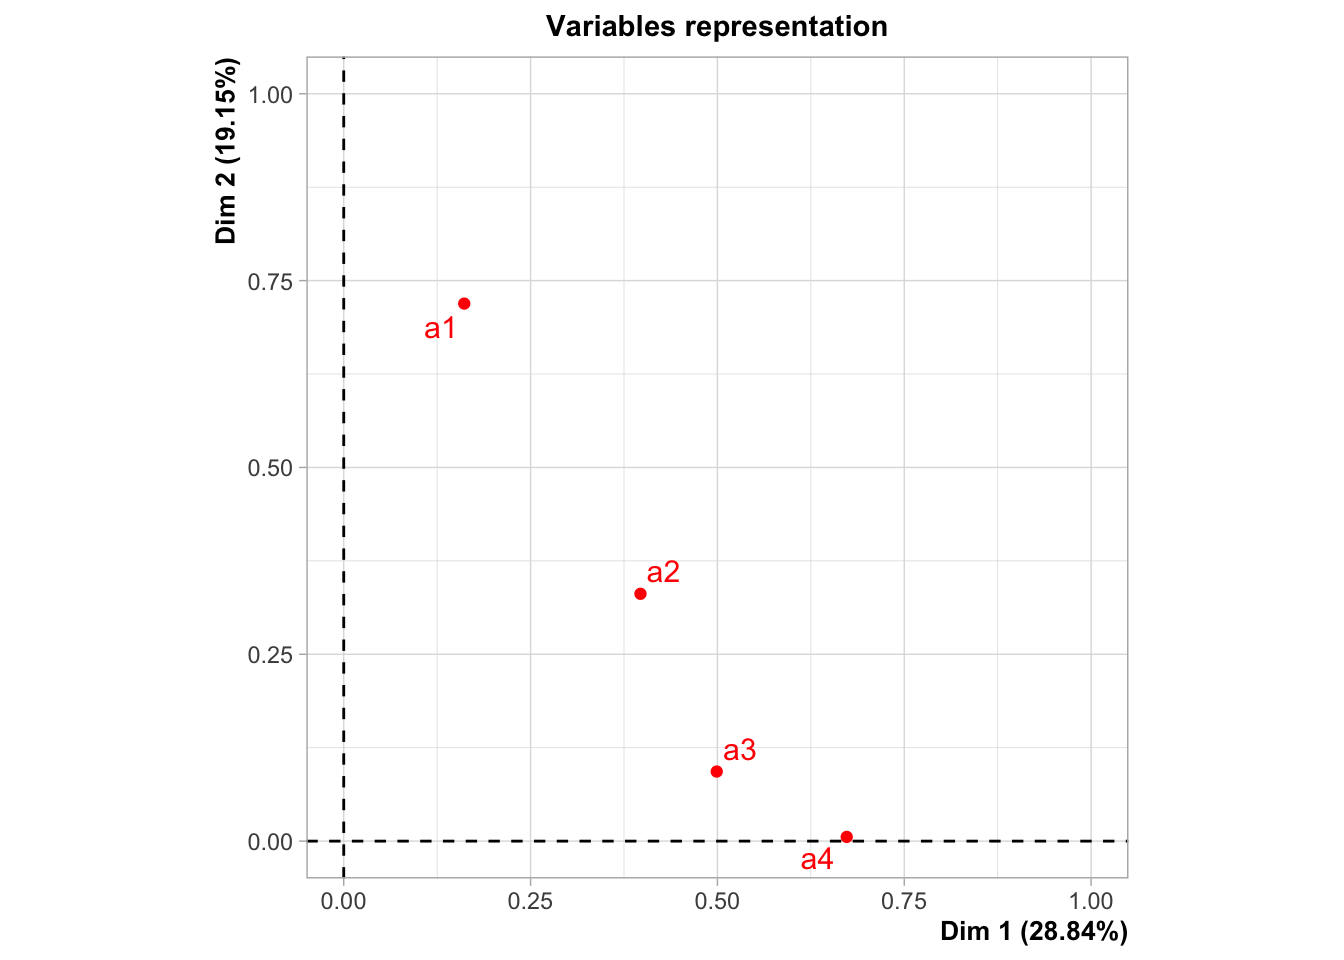 Variables representation
Dim 2 (19.15%)
1.00
0.75
a1
0.50
a2
0.25
a3
0.00
a4
0.00 0.25 0.50 0.75 1.00
Dim 1 (28.84%)